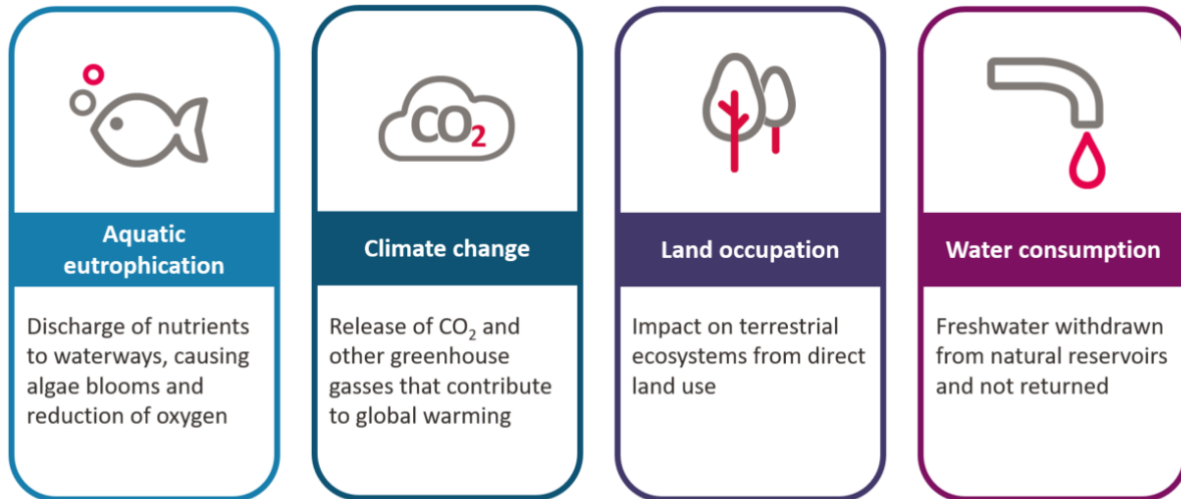 CO₂
Aquatic
eutrophication
Discharge of nutrients
to waterways, causing
algae blooms and
reduction of oxygen
Climate change
Release of CO₂ and
other greenhouse
gasses that contribute
to global warming
Land occupation
Impact on terrestrial
ecosystems from direct
land use
Water consumption
Freshwater withdrawn
from natural reservoirs
and not returned